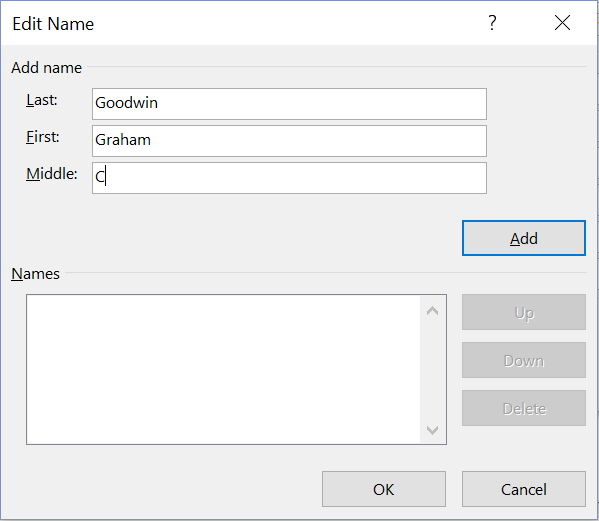 Edit Name
?
Add name
Last: Goodwin
First: Graham
Middle: C
Add
Names
Up
Down
Delete
OK Cancel